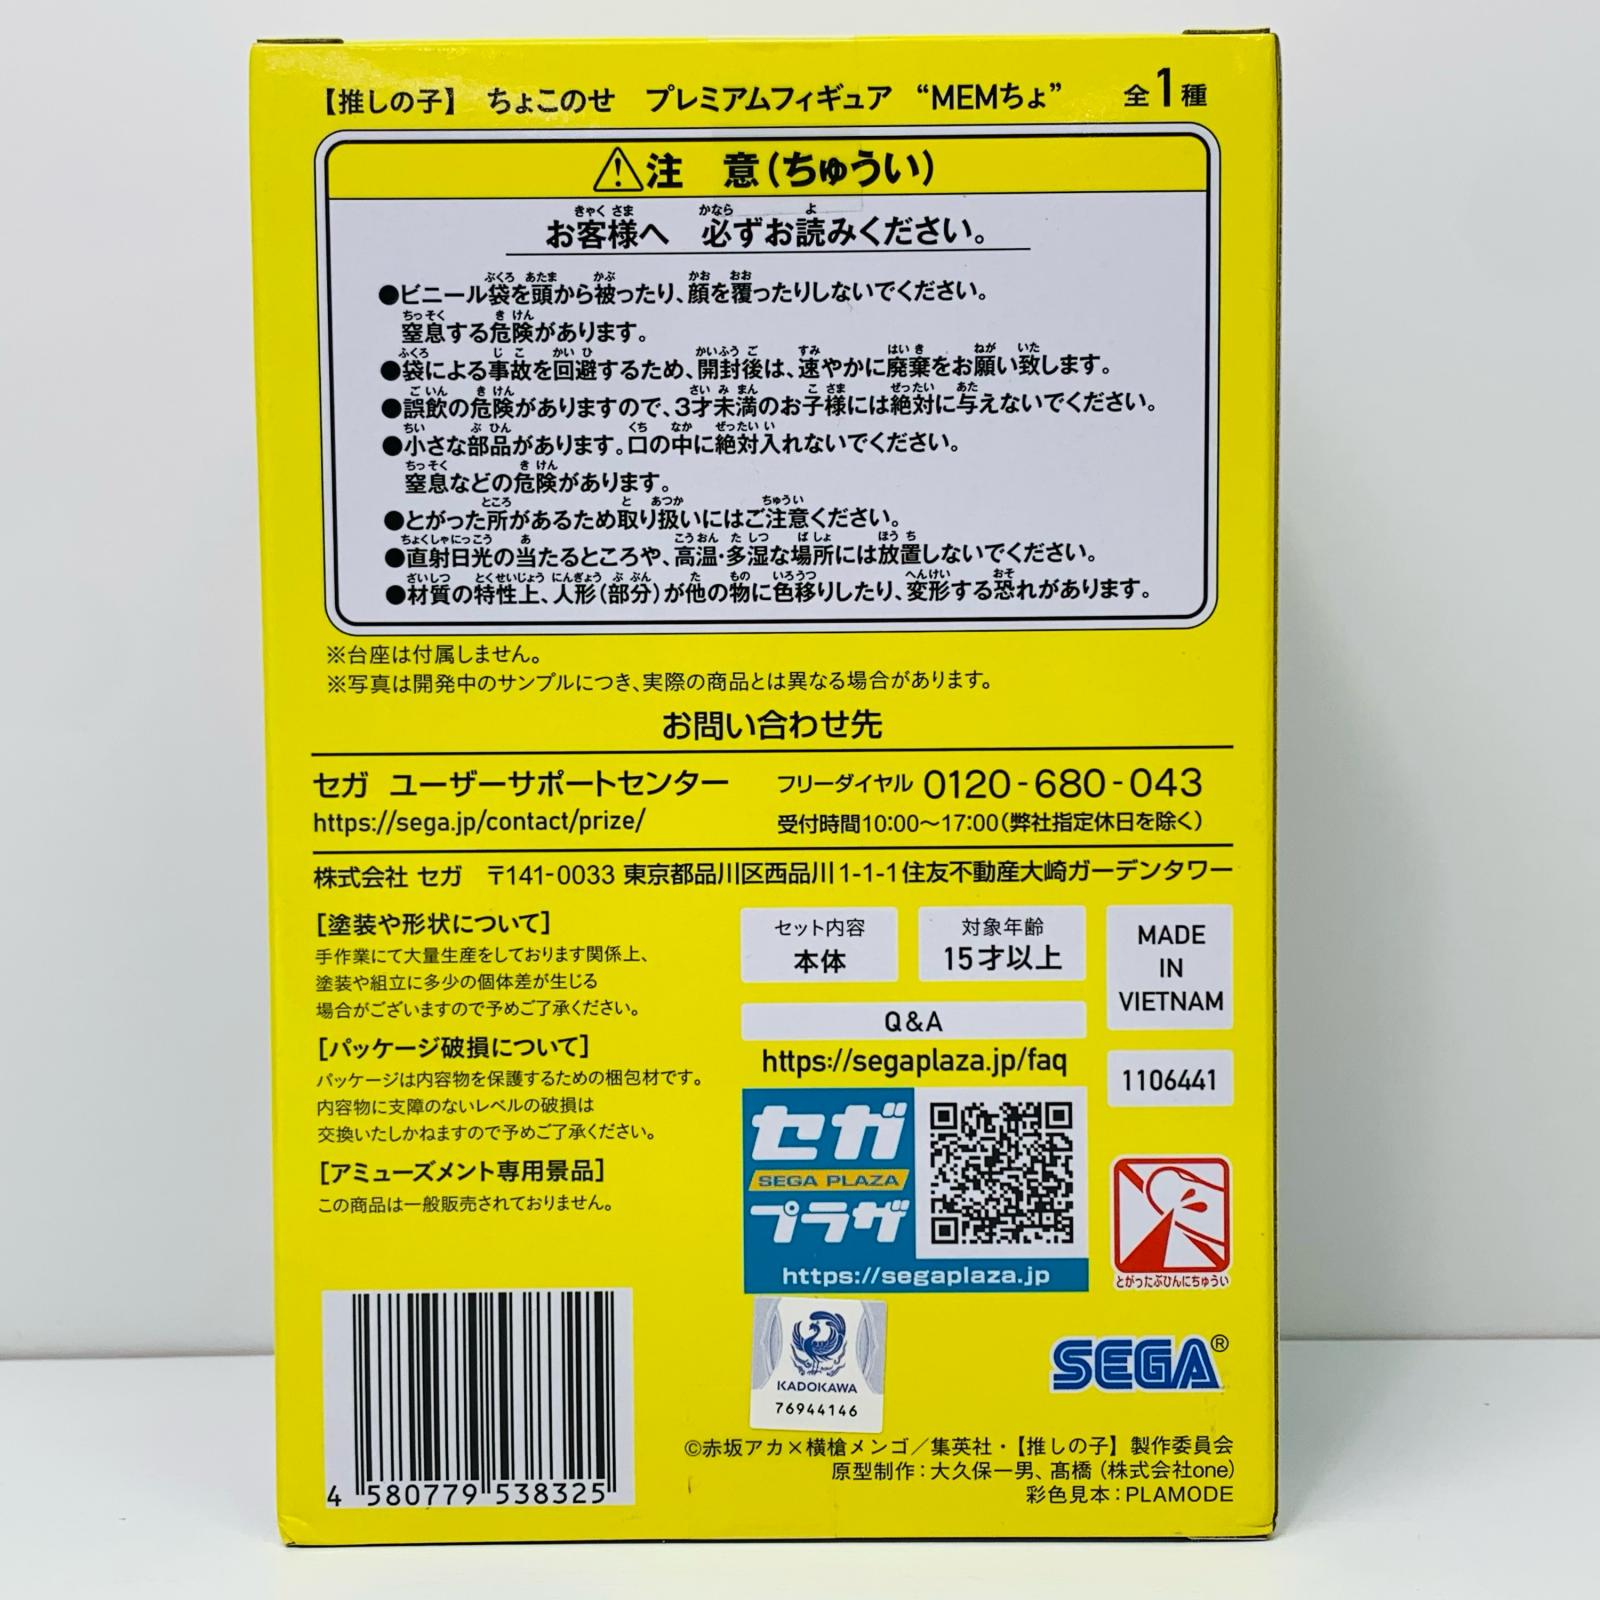 【推しの子】 ちょこのせ プレミアムフィギュア “MEMちょ” 全1種
注 意(ちゅうい)
お客様へ 必ずお読みください。
●ビニール袋を頭から被ったり、顔を覆ったりしないでください。
窒息する危険があります。
●袋による事故を回避するため、開封後は、速やかに廃棄をお願い致します。
●誤飲の危険がありますので、3才未満のお子様には絶対に与えないでください。
●小さな部品があります。口の中に絶対入れないでください。
窒息などの危険があります。
●とがった所があるため取り扱いにはご注意ください。
●直射日光の当たるところや、高温・多湿な場所には放置しないでください。
●材質の特性上、人形(部分)が他の物に色移りしたり、変形する恐れがあります。
※台座は付属しません。
※写真は開発中のサンプルにつき、実際の商品とは異なる場合があります。
お問い合わせ先
セガ ユーザーサポートセンター フリーダイヤル 0120-680-043
https://sega.jp/contact/prize/ 受付時間10:00～17:00(弊社指定休日を除く)
株式会社 セガ 〒141-0033 東京都品川区西品川1-1-1住友不動産大崎ガーデンタワー
[塗装や形状について]
手作業にて大量生産をしております関係上、
塗装や組立に多少の個体差が生じる
場合がございますので予めご了承ください。
[パッケージ破損について]
パッケージは内容物を保護するための梱包材です。
内容物に支障のないレベルの破損は
交換いたしかねますので予めご了承ください。
[アミューズメント専用景品]
この商品は一般販売されておりません。
セット内容
本体
対象年齢
15才以上
MADE
IN
VIETNAM
Q&A
https://segaplaza.jp/faq
1106441
セガ
SEGA PLAZA
プラザ
https://segaplaza.jp
とがったぶひんにちゅうい
KADOKAWA
76944146
SEGA®
4 580779 538325
©赤坂アカ×横槍メンゴ／集英社・【推しの子】製作委員会
原型制作：大久保一男、髙橋（株式会社one）
彩色見本：PLAMODE